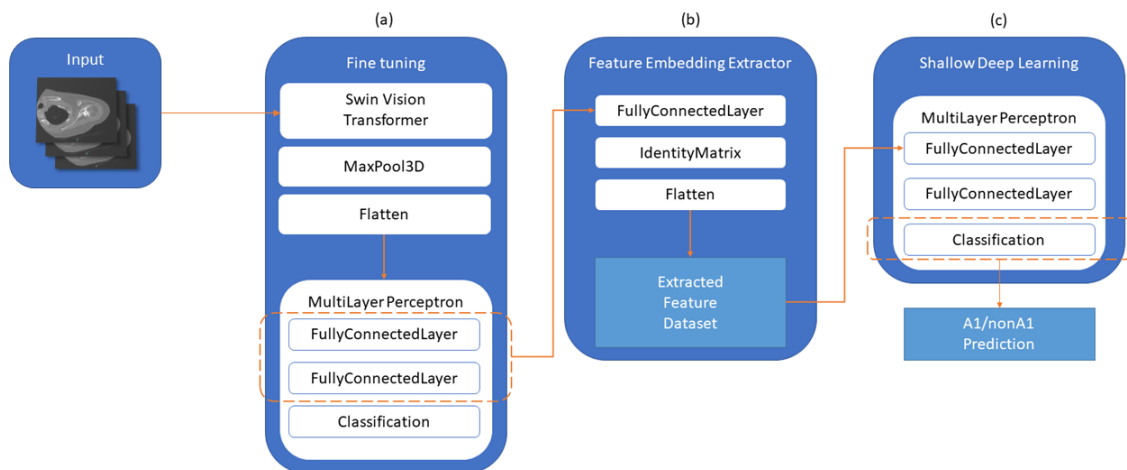 (a)
(b)
(c)
Input
Fine tuning
Swin Vision
Transformer
MaxPool3D
Flatten
MultiLayer Perceptron
FullyConnectedLayer
FullyConnectedLayer
Classification
Feature Embedding Extractor
FullyConnectedLayer
IdentityMatrix
Flatten
Extracted
Feature
Dataset
Shallow Deep Learning
MultiLayer Perceptron
FullyConnectedLayer
FullyConnectedLayer
Classification
A1/nonA1
Prediction